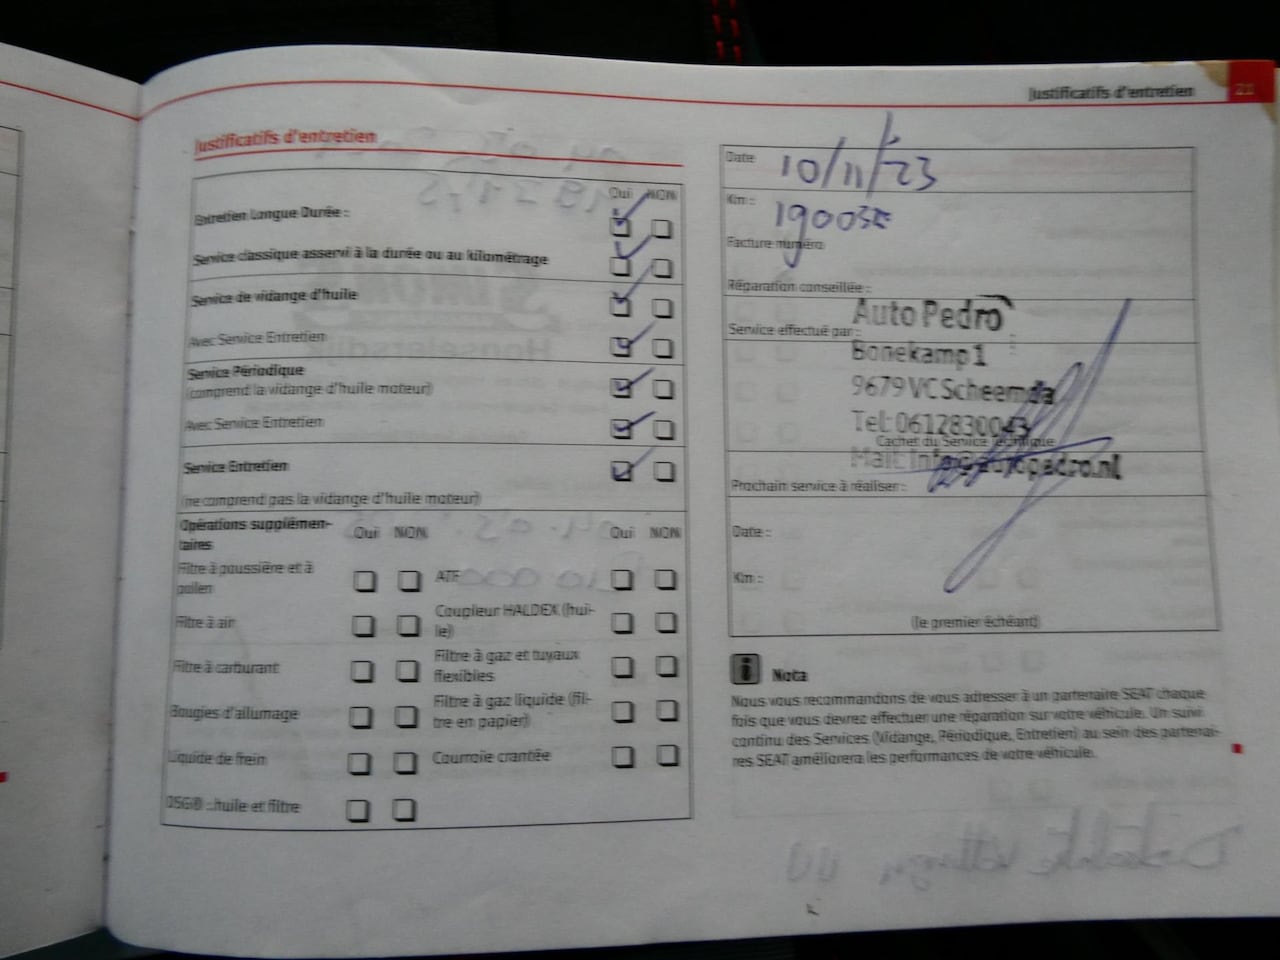 Justificatifs d'entretien 21
Justificatifs d'entretien
Oui NON
Entretien Longue Durée :
Service classique asservi à la durée ou au kilométrage
Service de vidange d'huile
Avec Service Entretien
Service Périodique
(comprend la vidange d'huile moteur)
Avec Service Entretien
Service Entretien
(ne comprend pas la vidange d'huile moteur)
Opérations supplémen-
taires
Oui NON Oui NON
Filtre à poussière et à
pollen
ATF
Filtre à air
Coupleur HALDEX (hui-
le)
Filtre à carburant
Filtre à gaz et tuyaux
flexibles
Bougies d'allumage
Filtre à gaz liquide (fil-
tre en papier)
Liquide de frein
Courroie crantée
DSG® : huile et filtre
Date 10/11/23
Km :
Facture numéro
Réparation conseillée :
Service effectué par :
Auto Pedro
Bonekamp 1
9679 VC Scheemda
Tel: 0612830043
Cachet du Service Technique
Mail: info@autopedro.nl
Prochain service à réaliser :
Date :
Km :
(le premier échéant)
Nota
Nous vous recommandons de vous adresser à un partenaire SEAT chaque
fois que vous devrez effectuer une réparation sur votre véhicule. Un suivi
continu des Services (Vidange, Périodique, Entretien) au sein des partenai-
res SEAT améliorera les performances de votre véhicule.